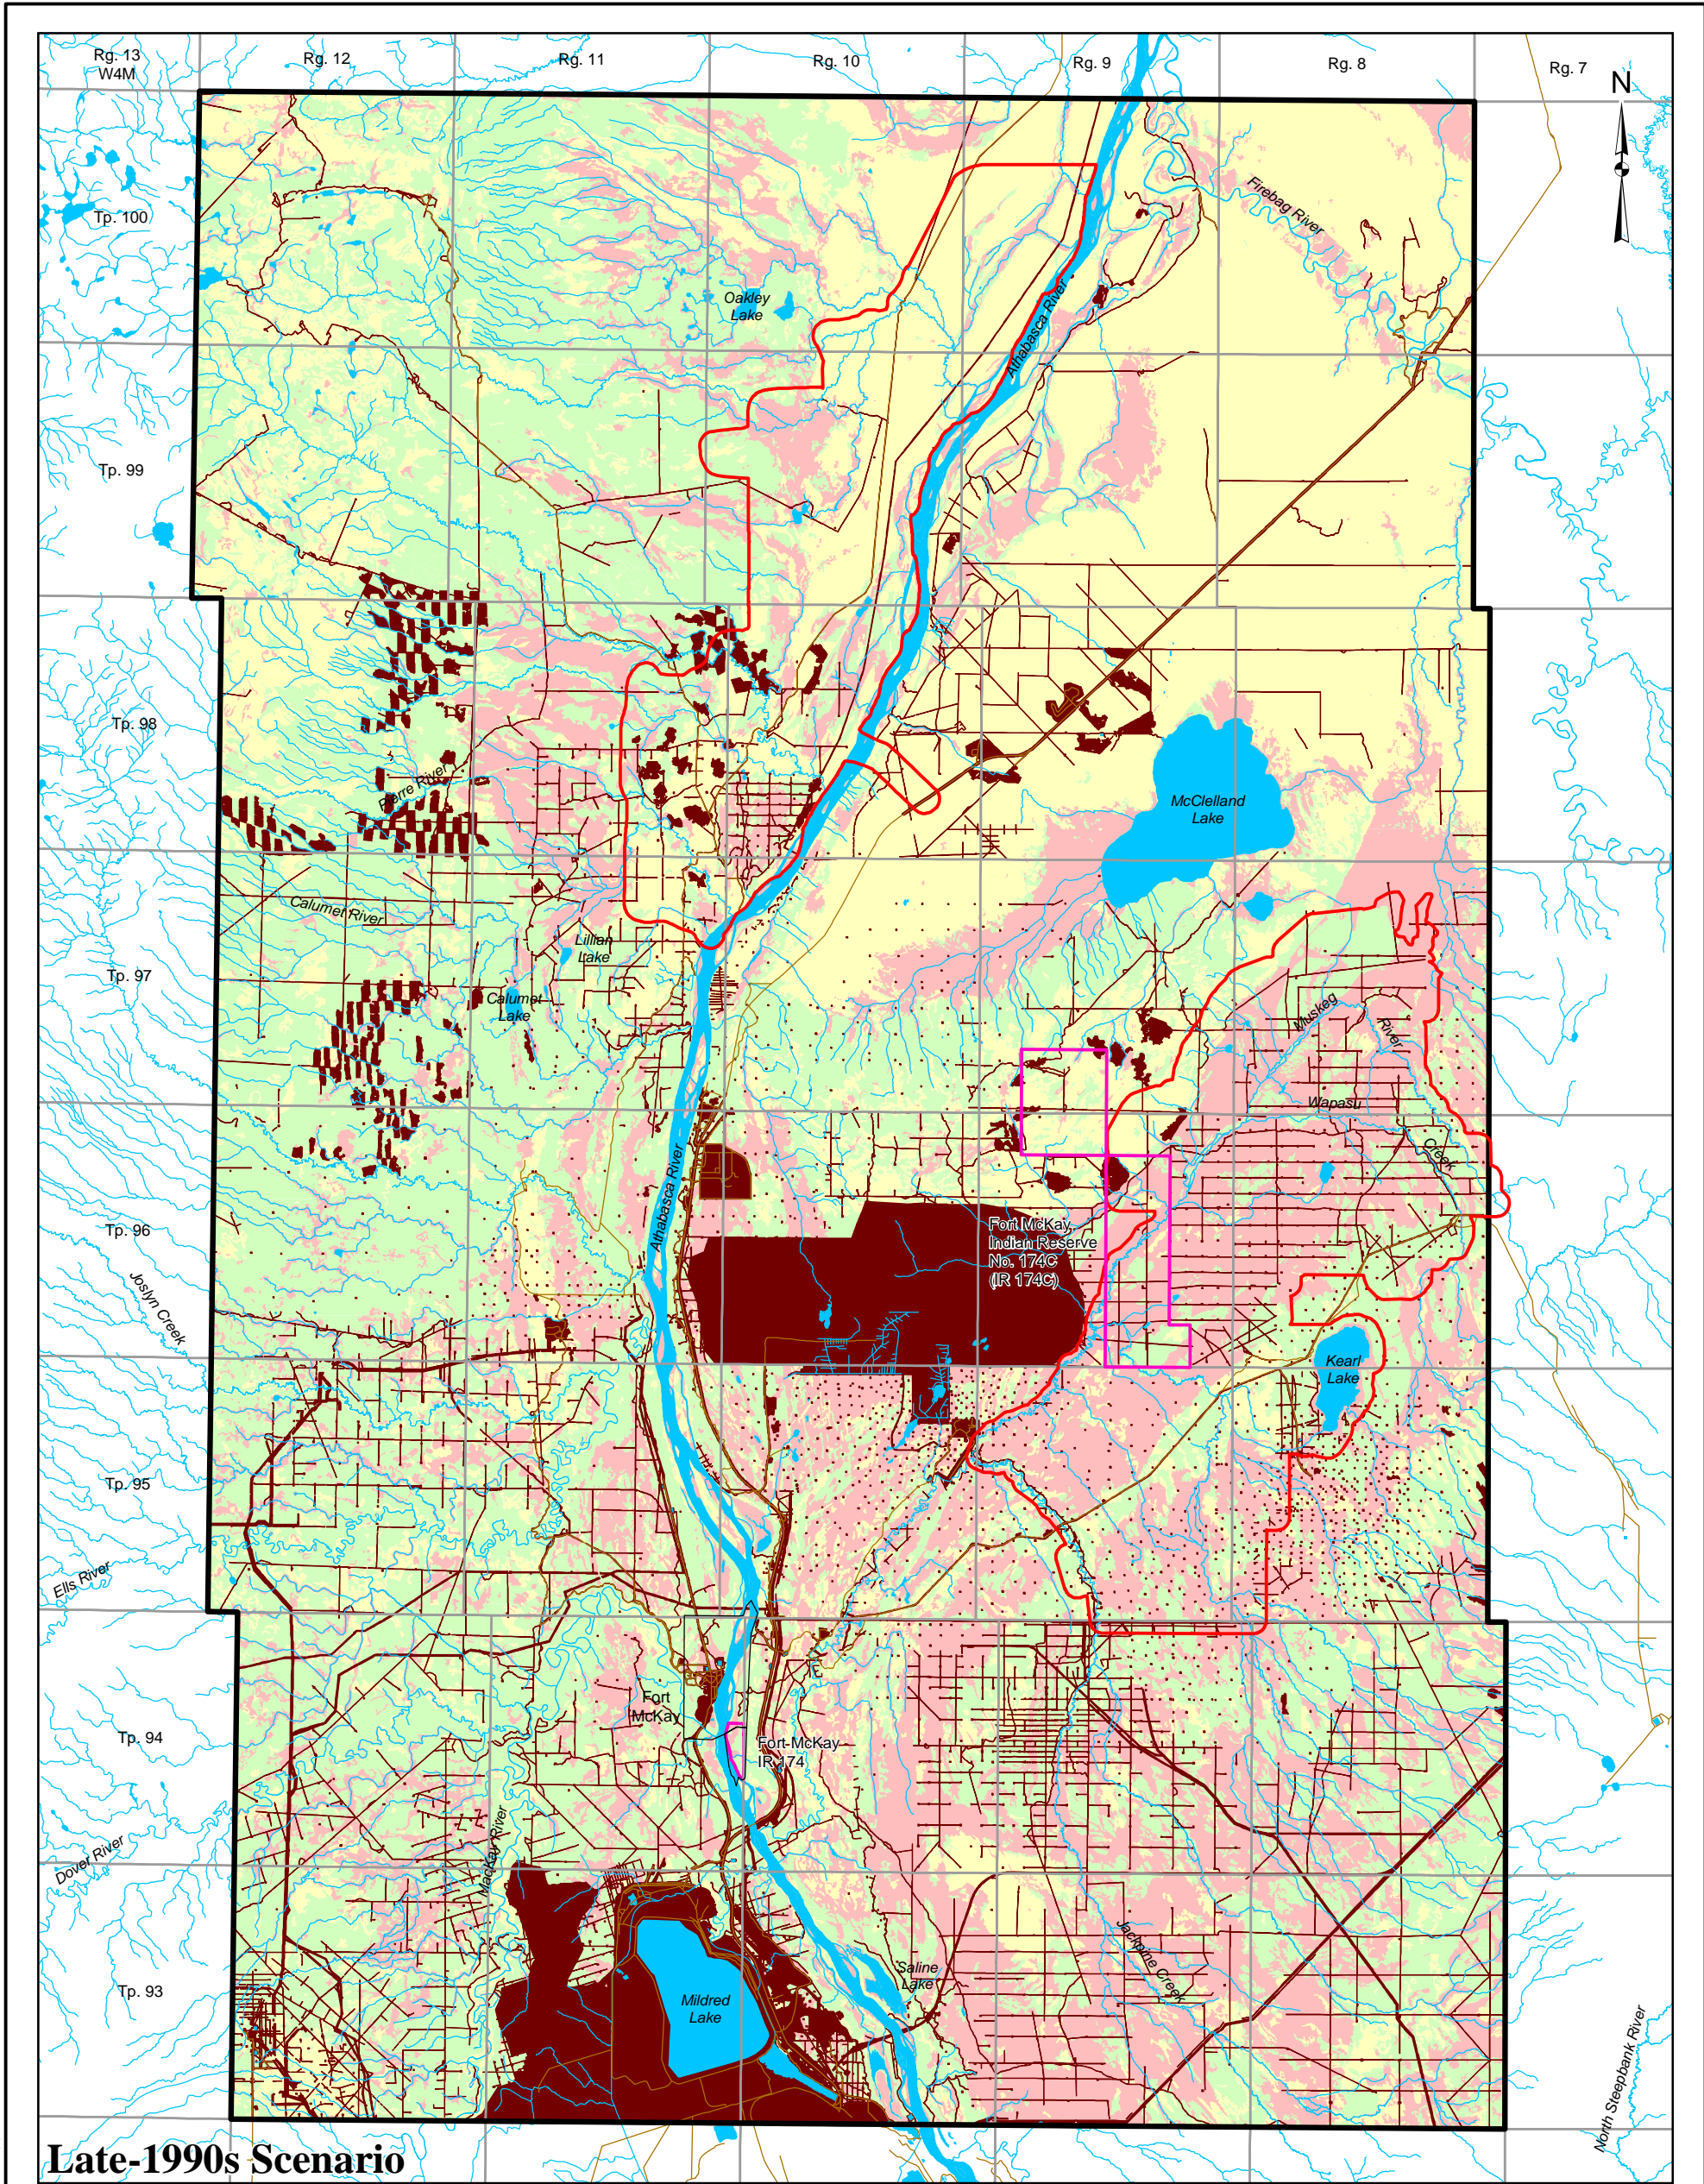 Rg. 13
W4M
Rg. 12
Rg. 11
Rg. 10
Rg. 9
Rg. 8
Rg. 7
N
Tp. 100
Firebag River
Oakley
Lake
Athabasca River
Tp. 99
Tp. 98
Pierre River
McClelland
Lake
Calumet River
Lillian
Lake
Tp. 97
Calumet
Lake
Muskeg
River
Wapasu
Creek
Athabasca River
Tp. 96
Fort McKay
Indian Reserve
No. 174C
(IR 174C)
Joslyn Creek
Kearl
Lake
Tp. 95
Ells River
Fort
McKay
Tp. 94
Fort McKay
IR 174
MacKay River
Dover River
Jackpine Creek
Saline
Lake
Tp. 93
Mildred
Lake
North Steepbank River
Late-1990s Scenario